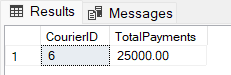 Results Messages
CourierID TotalPayments
1 6 25000.00